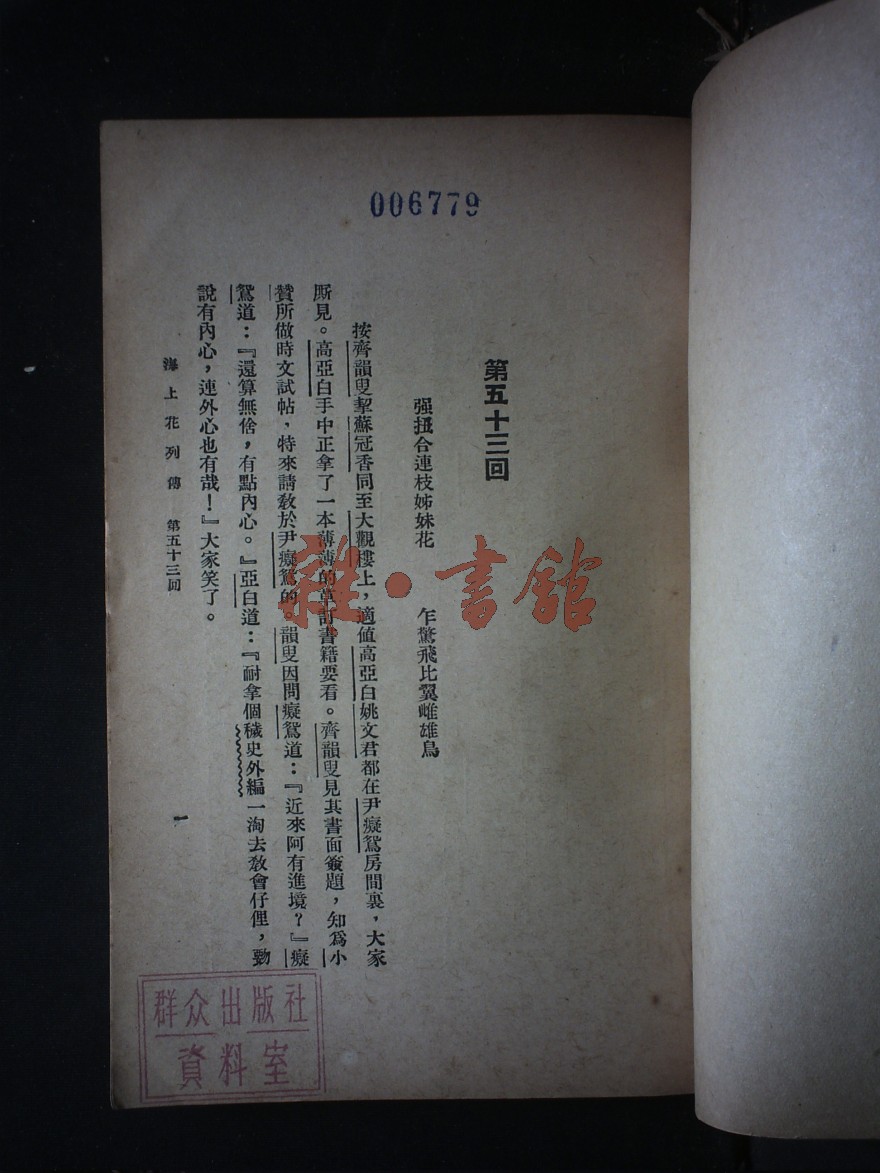 006779
第五十三回
强扭合連枝姊妹花　乍驚飛比翼雌雄鳥
按齊韻叟挈蘇冠香同至大觀樓上，適値高亞白姚文君都在尹癡鴛房間裏，大家
厮見。高亞白手中正拿了一本薄薄的草訂書籍要看。齊韻叟見其書面簽題，知爲小
贊所做時文試帖，特來請敎於尹癡鴛的。韻叟因問癡鴛道：『近來阿有進境？』癡
鴛道：『還算無俙，有點內心。』亞白道：『耐拿個穢史外編一淘去敎會仔俚，勠
說有內心，連外心也有哉！』大家笑了。
海上花列傳　第五十三回
一
雜·書館
群众出版社
資料室